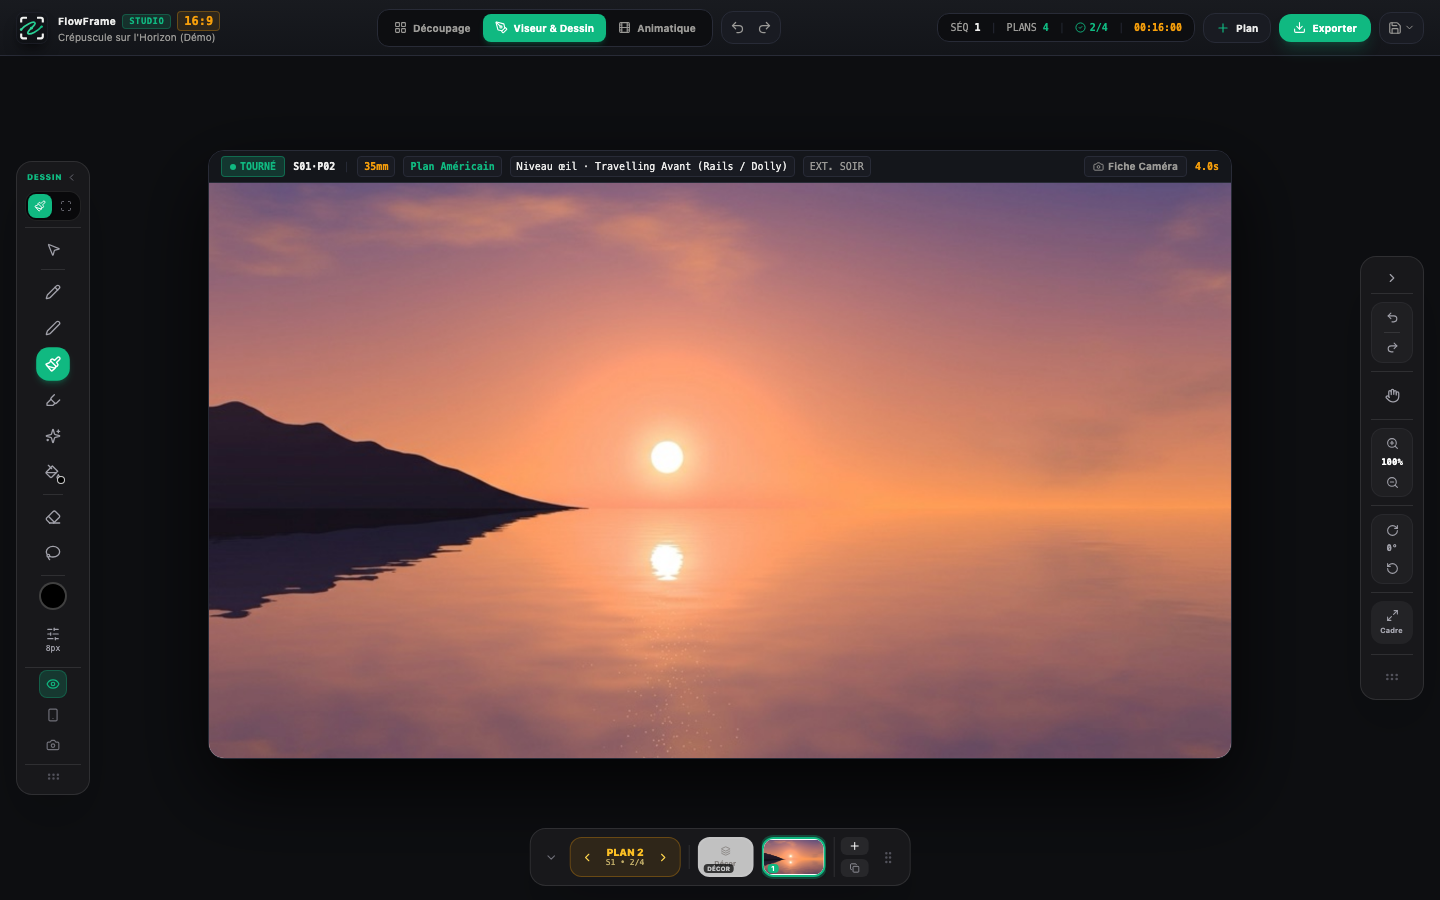 FlowFrame STUDIO 16:9
Crépuscule sur l'Horizon (Démo)
Découpage
Viseur & Dessin
Animatique
SÉQ 1
PLANS 4
2/4
00:16:00
Plan
Exporter
DESSIN
TOURNÉ
S01·P02
35mm
Plan Américain
Niveau œil · Travelling Avant (Rails / Dolly)
EXT. SOIR
Fiche Caméra
4.0s
8px
100%
0°
Cadre
PLAN 2
S1 • 2/4
DÉCOR
1